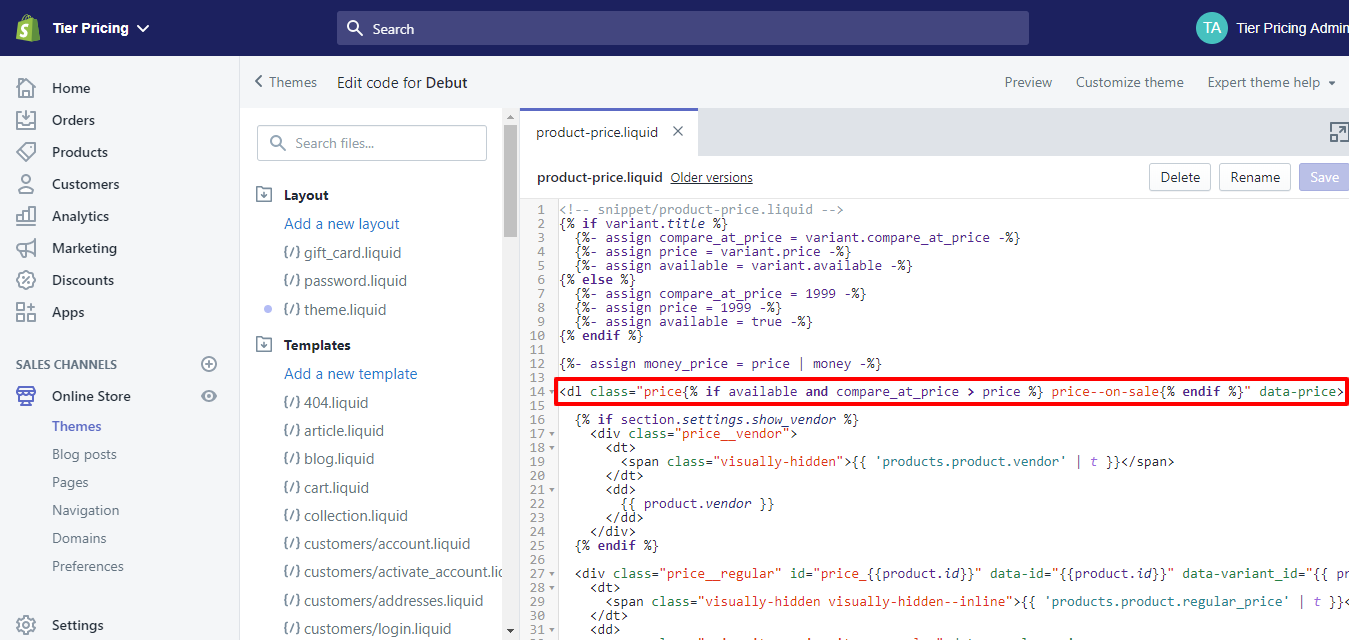 Tier Pricing
Search
TA Tier Pricing Admin
Home
Orders
Products
Customers
Analytics
Marketing
Discounts
Apps
SALES CHANNELS
Online Store
Themes
Blog posts
Pages
Navigation
Domains
Preferences
Settings
Themes
Edit code for Debut
Preview
Customize theme
Expert theme help
Search files...
Layout
Add a new layout
{/} gift_card.liquid
{/} password.liquid
{/} theme.liquid
Templates
Add a new template
{/} 404.liquid
{/} article.liquid
{/} blog.liquid
{/} cart.liquid
{/} collection.liquid
{/} customers/account.liquid
{/} customers/activate_account.lic
{/} customers/addresses.liquid
{/} customers/login.liquid
product-price.liquid
product-price.liquid Older versions
Delete
Rename
Save
1 <!-- snippet/product-price.liquid -->
2 {% if variant.title %}
3 {%- assign compare_at_price = variant.compare_at_price -%}
4 {%- assign price = variant.price -%}
5 {%- assign available = variant.available -%}
6 {% else %}
7 {%- assign compare_at_price = 1999 -%}
8 {%- assign price = 1999 -%}
9 {%- assign available = true -%}
10 {% endif %}
11
12 {%- assign money_price = price | money -%}
13
14 <dl class="price{% if available and compare_at_price > price %} price--on-sale{% endif %}" data-price>
15
16 {% if section.settings.show_vendor %}
17 <div class="price__vendor">
18 <dt>
19 <span class="visually-hidden">{{ 'products.product.vendor' | t }}</span>
20 </dt>
21 <dd>
22 {{ product.vendor }}
23 </dd>
24 </div>
25 {% endif %}
26
27 <div class="price__regular" id="price_{{product.id}}" data-id="{{product.id}}" data-variant_id="{{ pr
28 <dt>
29 <span class="visually-hidden visually-hidden--inline">{{ 'products.product.regular_price' | t }}<
30 </dt>
31 <dd>